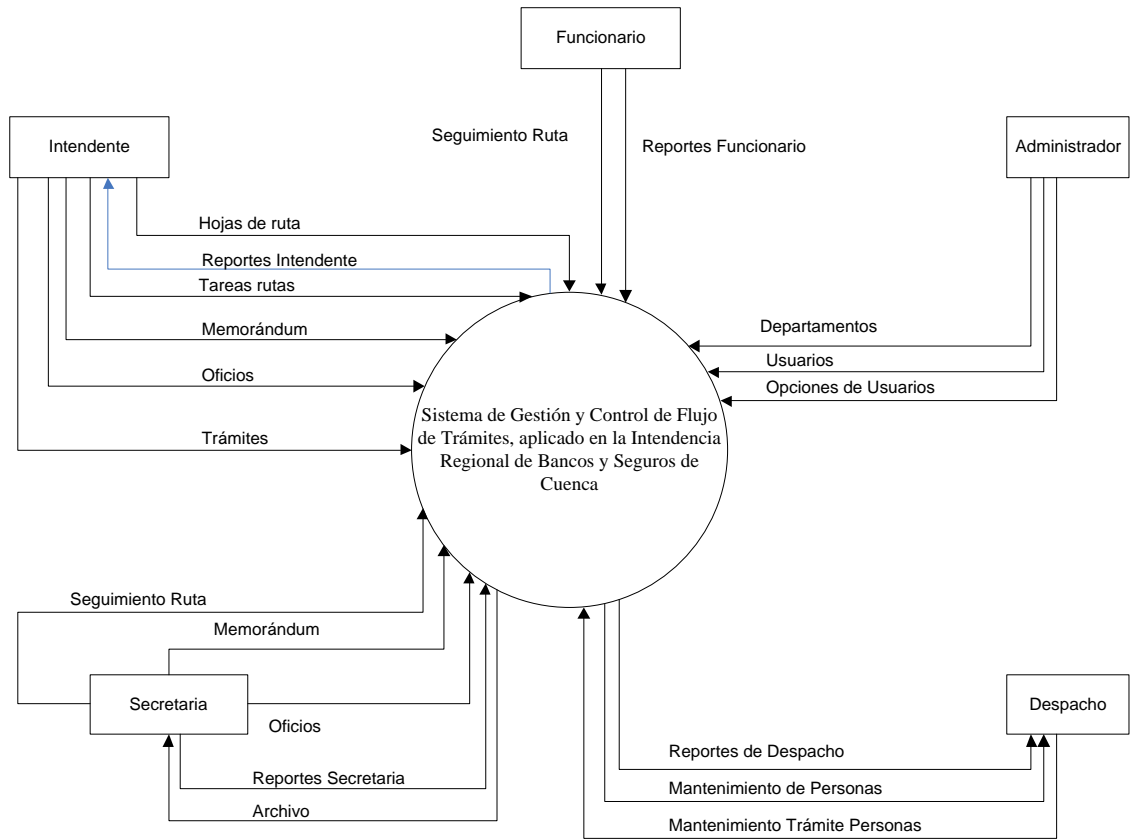 Funcionario
Intendente
Administrador
Seguimiento Ruta
Reportes Funcionario
Hojas de ruta
Reportes Intendente
Tareas rutas
Memorándum
Oficios
Trámites
Departamentos
Usuarios
Opciones de Usuarios
Sistema de Gestión y Control de Flujo
de Trámites, aplicado en la Intendencia
Regional de Bancos y Seguros de
Cuenca
Seguimiento Ruta
Memorándum
Secretaria
Oficios
Reportes Secretaria
Archivo
Despacho
Reportes de Despacho
Mantenimiento de Personas
Mantenimiento Trámite Personas